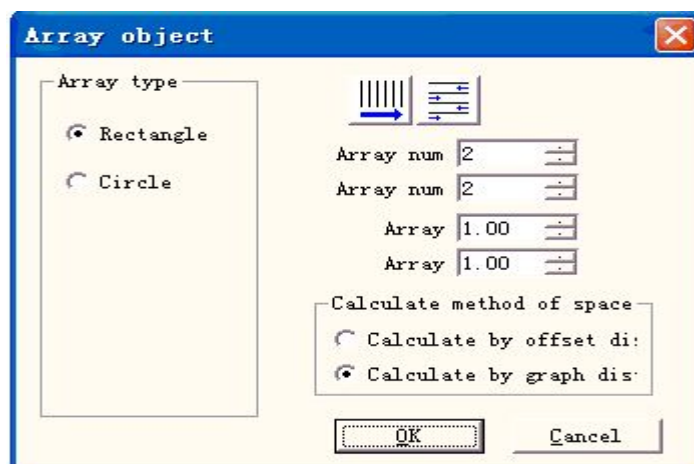 Array object
Array type
Rectangle
Circle
Array num 2
Array num 2
Array 1.00
Array 1.00
Calculate method of space
Calculate by offset di
Calculate by graph dis
OK
Cancel